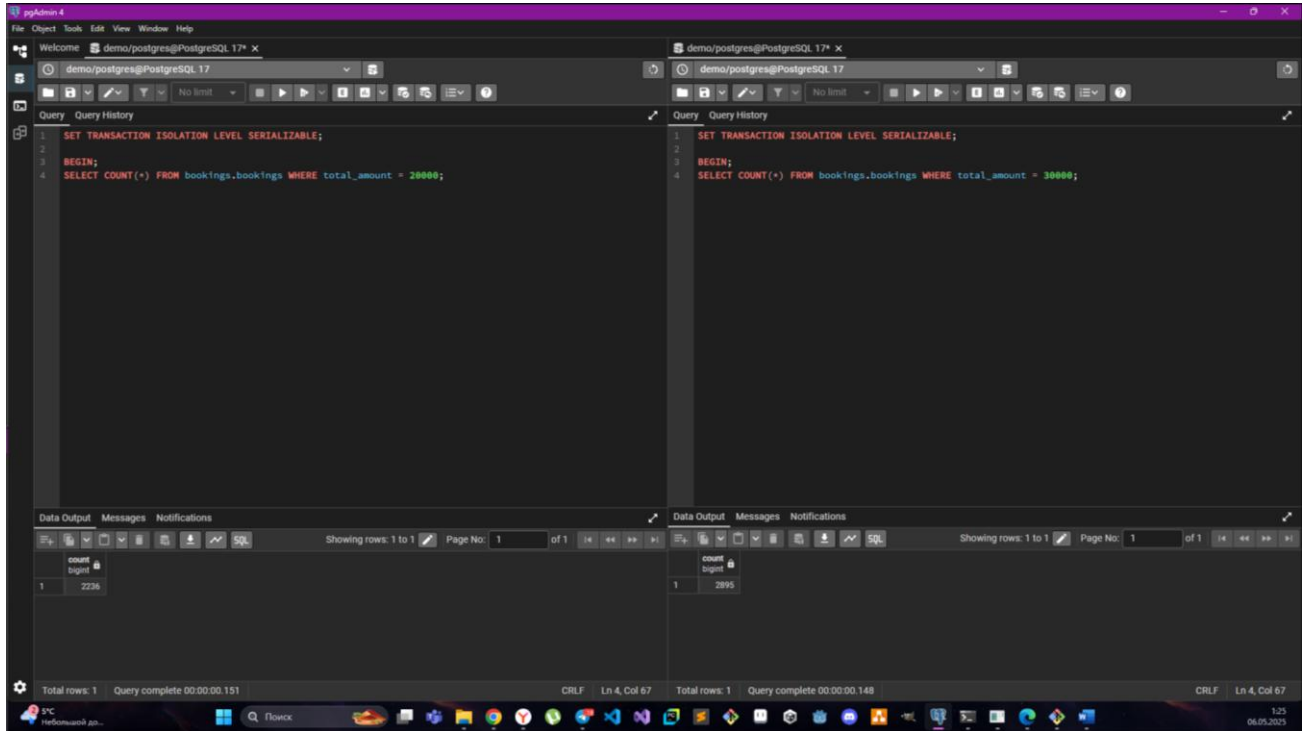 pgAdmin 4
File Object Tools Edit View Window Help
Welcome demo/postgres@PostgreSQL 17*
demo/postgres@PostgreSQL 17
No limit
Query Query History
1 SET TRANSACTION ISOLATION LEVEL SERIALIZABLE;
2
3 BEGIN;
4 SELECT COUNT(*) FROM bookings.bookings WHERE total_amount = 20000;
Data Output Messages Notifications
SQL Showing rows: 1 to 1 Page No: 1 of 1
count
bigint
1 2236
Total rows: 1 Query complete 00:00:00.151 CRLF Ln 4, Col 67
demo/postgres@PostgreSQL 17*
demo/postgres@PostgreSQL 17
No limit
Query Query History
1 SET TRANSACTION ISOLATION LEVEL SERIALIZABLE;
2
3 BEGIN;
4 SELECT COUNT(*) FROM bookings.bookings WHERE total_amount = 30000;
Data Output Messages Notifications
SQL Showing rows: 1 to 1 Page No: 1 of 1
count
bigint
1 2895
Total rows: 1 Query complete 00:00:00.148 CRLF Ln 4, Col 67
2
5°C
Небольшой до...
Поиск
1:25
06.05.2025